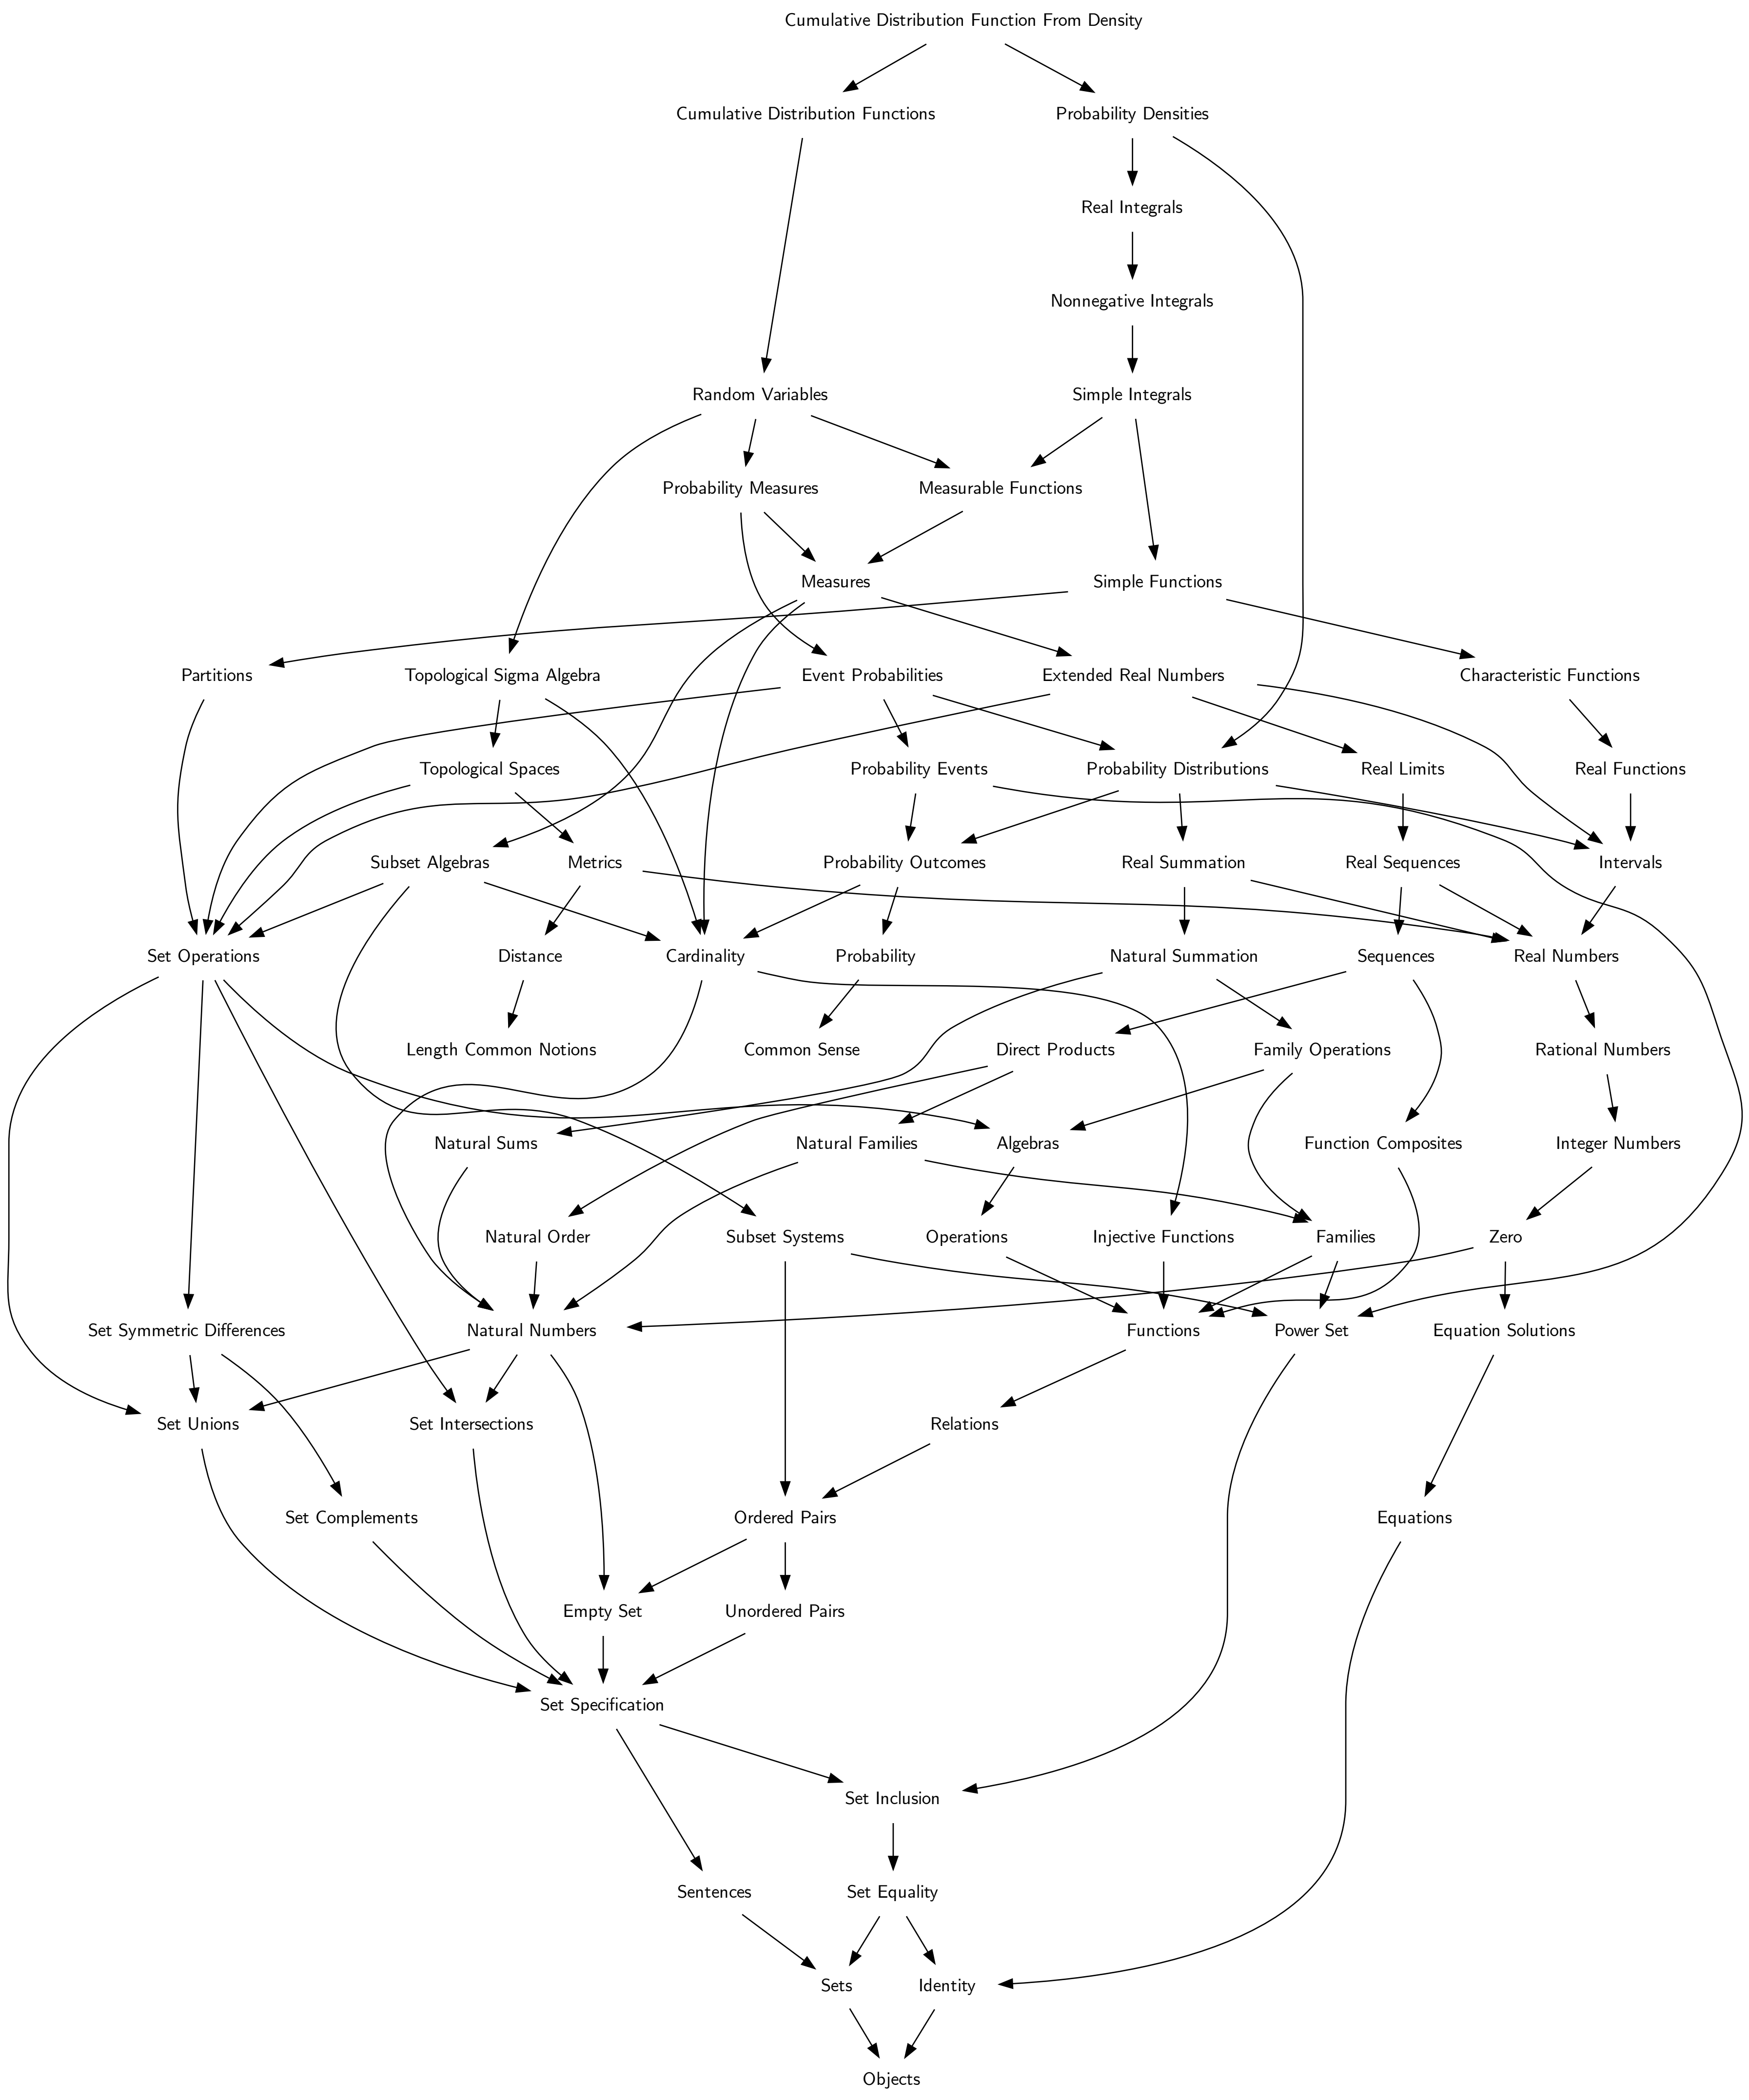 Cumulative Distribution Function From Density
Cumulative Distribution Functions
Probability Densities
Real Integrals
Nonnegative Integrals
Random Variables
Simple Integrals
Probability Measures
Measurable Functions
Measures
Simple Functions
Partitions
Topological Sigma Algebra
Event Probabilities
Extended Real Numbers
Characteristic Functions
Topological Spaces
Probability Events
Probability Distributions
Real Limits
Real Functions
Subset Algebras
Metrics
Probability Outcomes
Real Summation
Real Sequences
Intervals
Set Operations
Distance
Cardinality
Probability
Natural Summation
Sequences
Real Numbers
Length Common Notions
Common Sense
Direct Products
Family Operations
Rational Numbers
Natural Sums
Natural Families
Algebras
Function Composites
Integer Numbers
Natural Order
Subset Systems
Operations
Injective Functions
Families
Zero
Set Symmetric Differences
Natural Numbers
Functions
Power Set
Equation Solutions
Set Unions
Set Intersections
Relations
Set Complements
Ordered Pairs
Equations
Empty Set
Unordered Pairs
Set Specification
Set Inclusion
Sentences
Set Equality
Sets
Identity
Objects